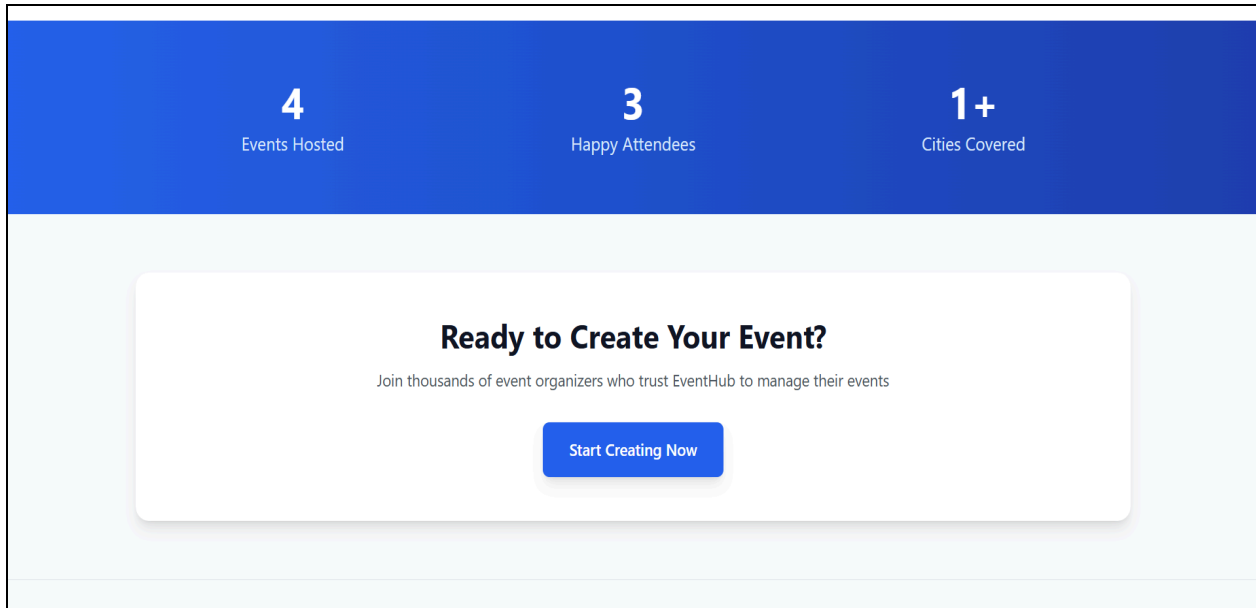 4
Events Hosted
3
Happy Attendees
1+
Cities Covered
Ready to Create Your Event?
Join thousands of event organizers who trust EventHub to manage their events
Start Creating Now